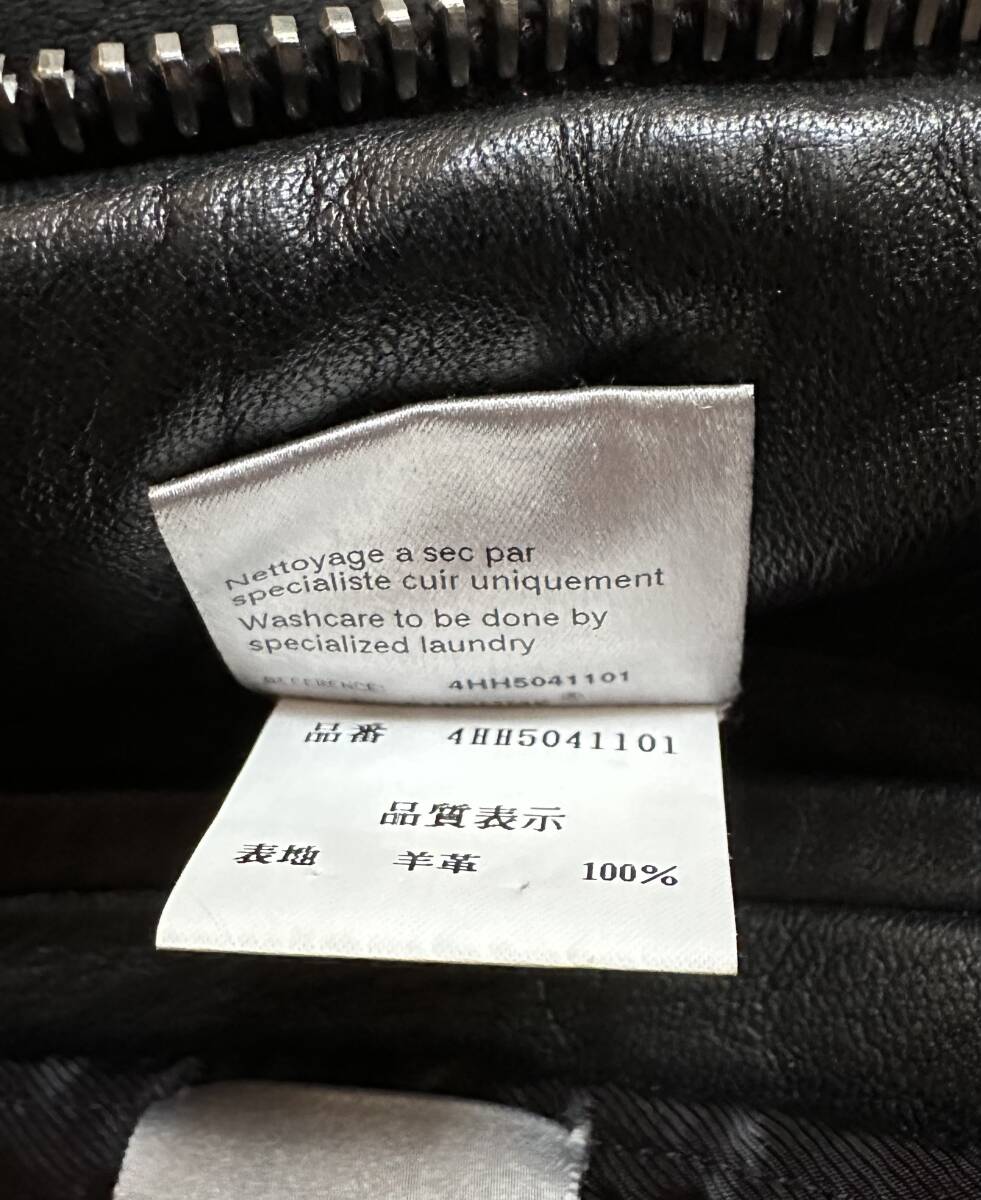 Nettoyage a sec par
specialiste cuir uniquement
Washcare to be done by
specialized laundry
REFERENCE: 4HH5041101
品番 4HH5041101
品質表示
表地 羊革 100%